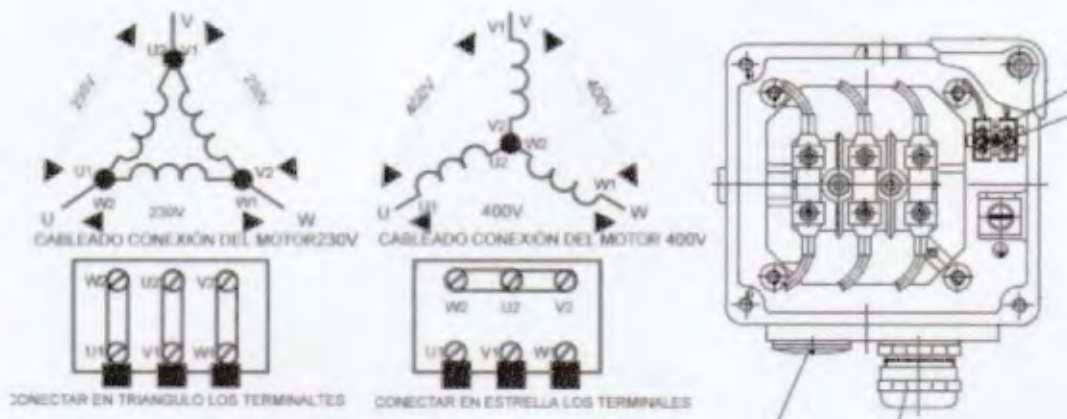 V
U2 V1
230V
230V
U1
V2
W2
W1
U
230V
W
CABLEADO CONEXIÓN DEL MOTOR230V
W2 U2 V2
U1 V1 W1
CONECTAR EN TRIANGULO LOS TERMINALTES
V1 V
400V
400V
V2
W2
U2
W1
U
U1
400V
W
CABLEADO CONEXIÓN DEL MOTOR 400V
W2 U2 V2
U1 V1 W1
CONECTAR EN ESTRELLA LOS TERMINALES